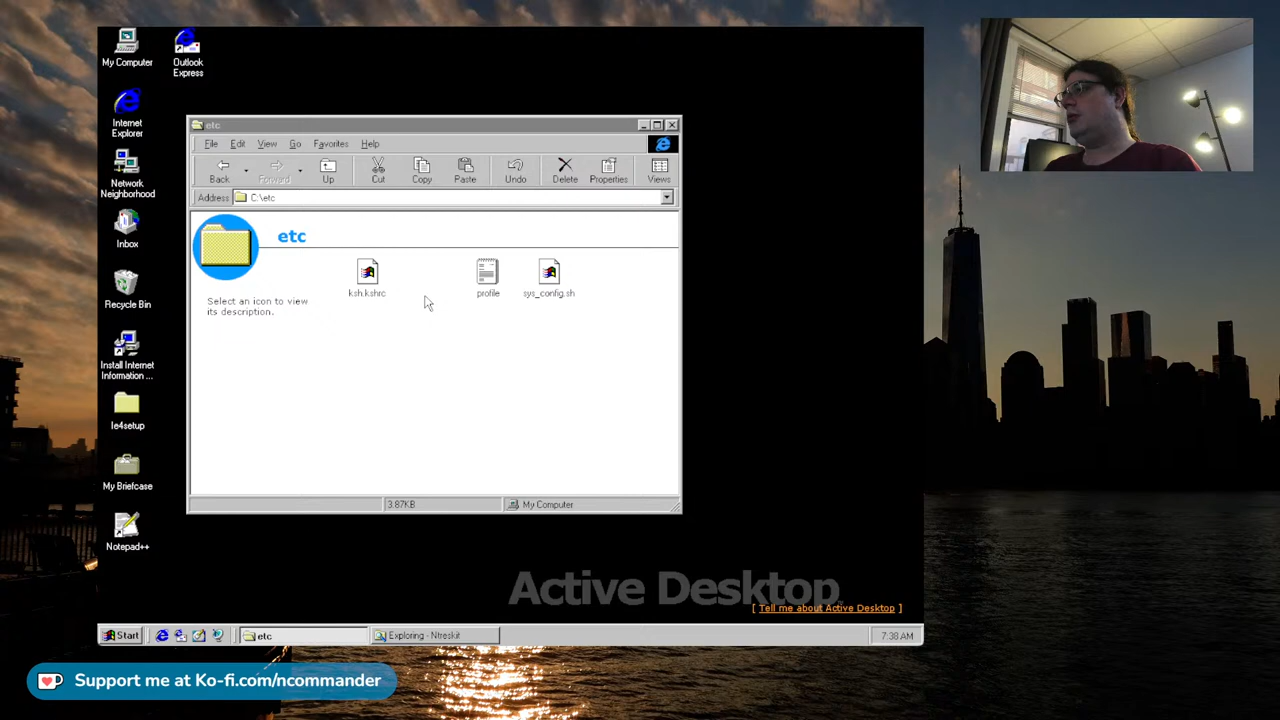 My Computer
Outlook
Express
Internet
Explorer
Network
Neighborhood
Inbox
Recycle Bin
Install Internet
Information ...
Ie4setup
My Briefcase
Notepad++
etc
File Edit View Go Favorites Help
Back Forward Up Cut Copy Paste Undo Delete Properties Views
Address C:\etc
etc
Select an icon to view
its description.
ksh.kshrc
profile
sys_config.sh
3.87KB
My Computer
Active Desktop
[ Tell me about Active Desktop ]
Start
etc
Exploring - Ntreskit
7:38 AM
Support me at Ko-fi.com/ncommander